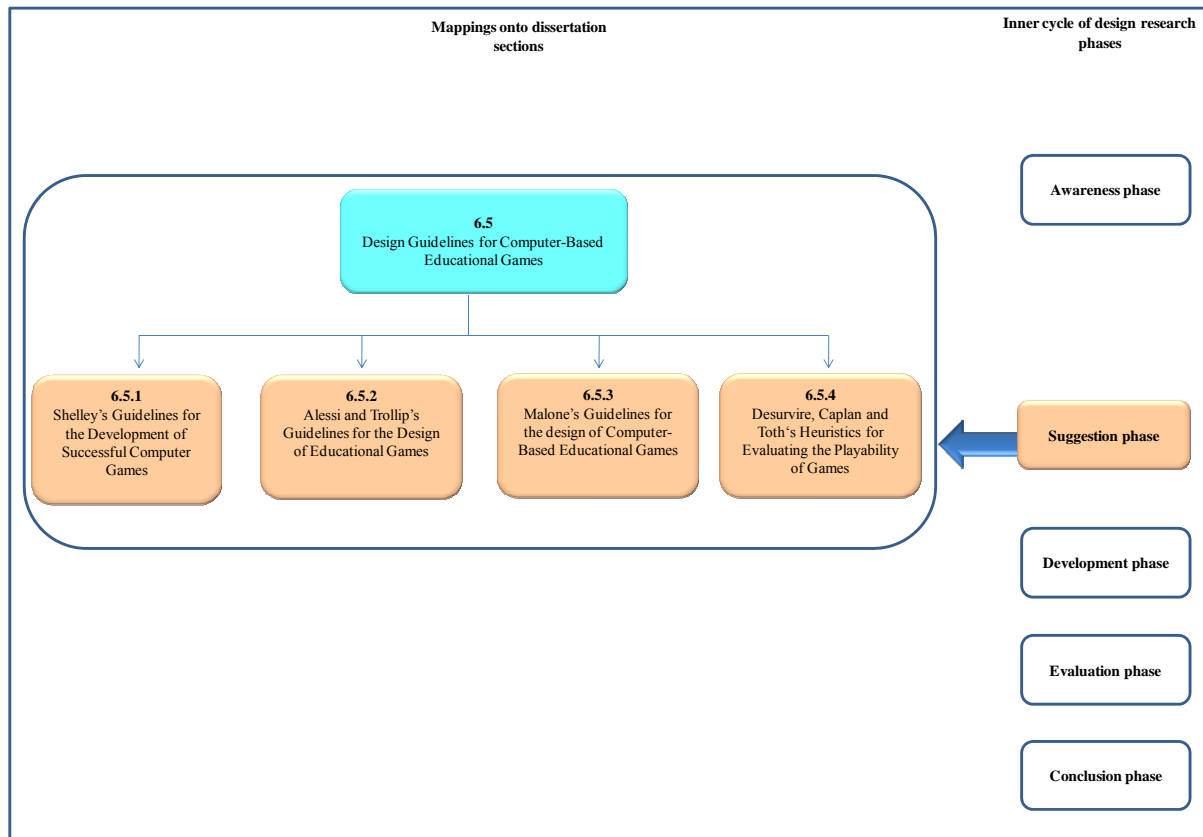 Mappings onto dissertation
sections
Inner cycle of design research
phases
Awareness phase
6.5
Design Guidelines for Computer-Based
Educational Games
6.5.1
Shelley’s Guidelines for
the Development of
Successful Computer
Games
6.5.2
Alessi and Trollip’s
Guidelines for the Design
of Educational Games
6.5.3
Malone’s Guidelines for
the design of Computer-
Based Educational Games
6.5.4
Desurvire, Caplan and
Toth‘s Heuristics for
Evaluating the Playability
of Games
Suggestion phase
Development phase
Evaluation phase
Conclusion phase